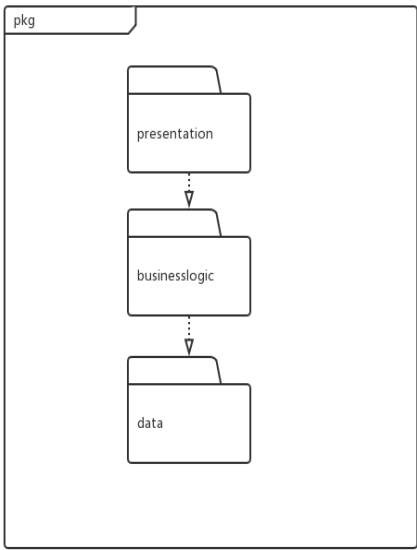 pkg
presentation
businesslogic
data